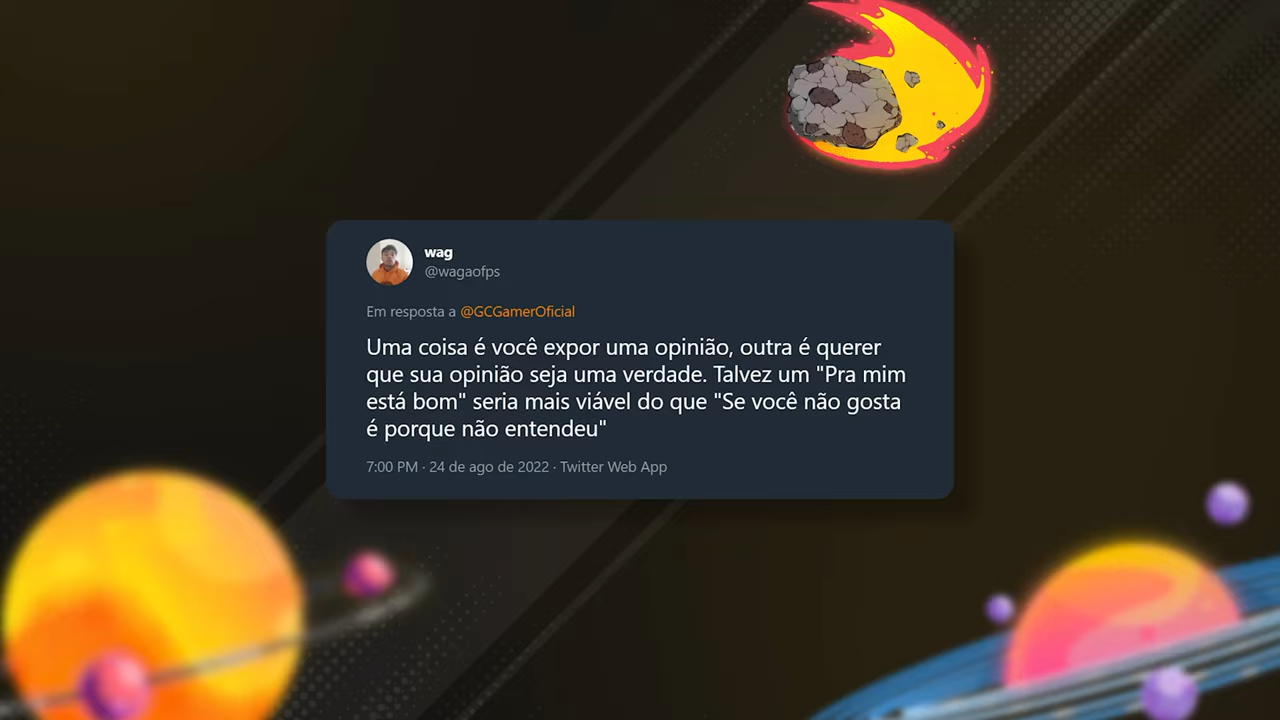 wag
@wagaofps
Em resposta a @GCGamerOficial
Uma coisa é você expor uma opinião, outra é querer
que sua opinião seja uma verdade. Talvez um "Pra mim
está bom" seria mais viável do que "Se você não gosta
é porque não entendeu"
7:00 PM · 24 de ago de 2022 · Twitter Web App